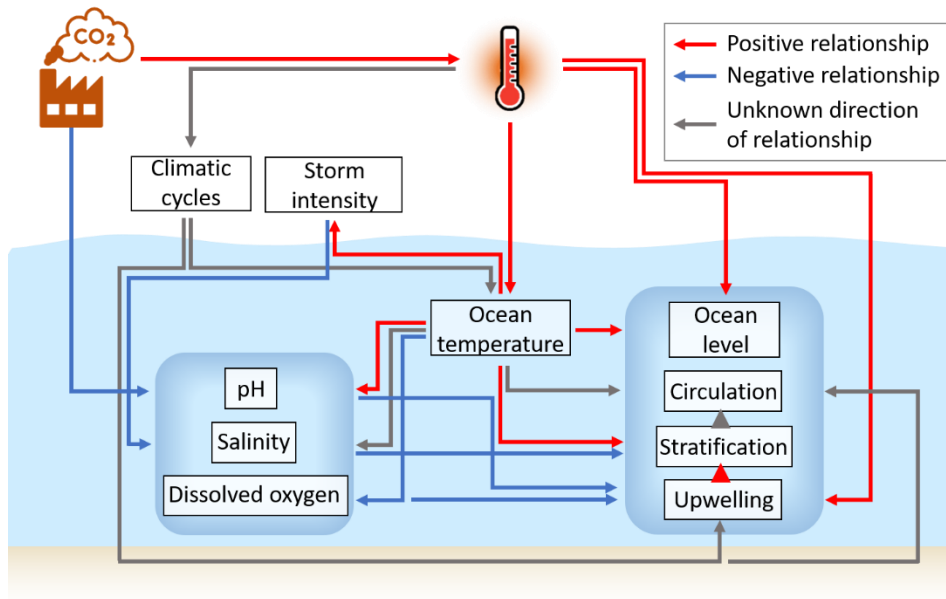 CO2
Positive relationship
Negative relationship
Unknown direction
of relationship
Climatic
cycles
Storm
intensity
Ocean
temperature
Ocean
level
pH
Circulation
Salinity
Stratification
Dissolved oxygen
Upwelling